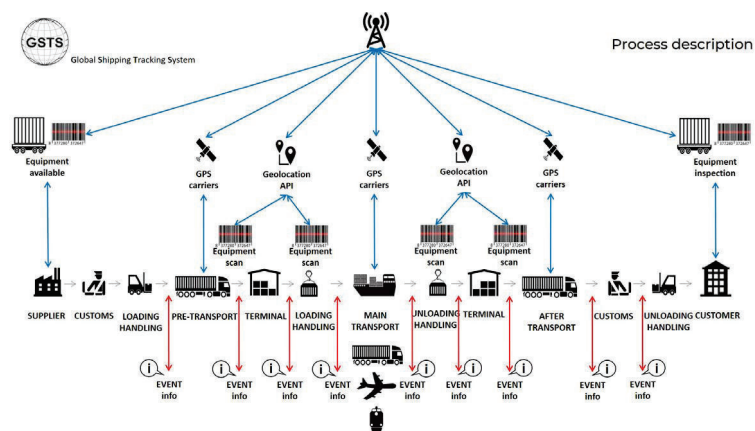 GSTS
Global Shipping Tracking System
Process description
Equipment
available
GPS
carriers
Geolocation
API
GPS
carriers
Geolocation
API
GPS
carriers
Equipment
inspection
Equipment
scan
Equipment
scan
Equipment
scan
Equipment
scan
SUPPLIER
CUSTOMS
LOADING
HANDLING
PRE-TRANSPORT
TERMINAL
LOADING
HANDLING
MAIN
TRANSPORT
UNLOADING
HANDLING
TERMINAL
AFTER
TRANSPORT
CUSTOMS
UNLOADING
HANDLING
CUSTOMER
i
EVENT
info
i
EVENT
info
i
EVENT
info
i
EVENT
info
i
EVENT
info
i
EVENT
info
i
EVENT
info
i
EVENT
info
i
EVENT
info